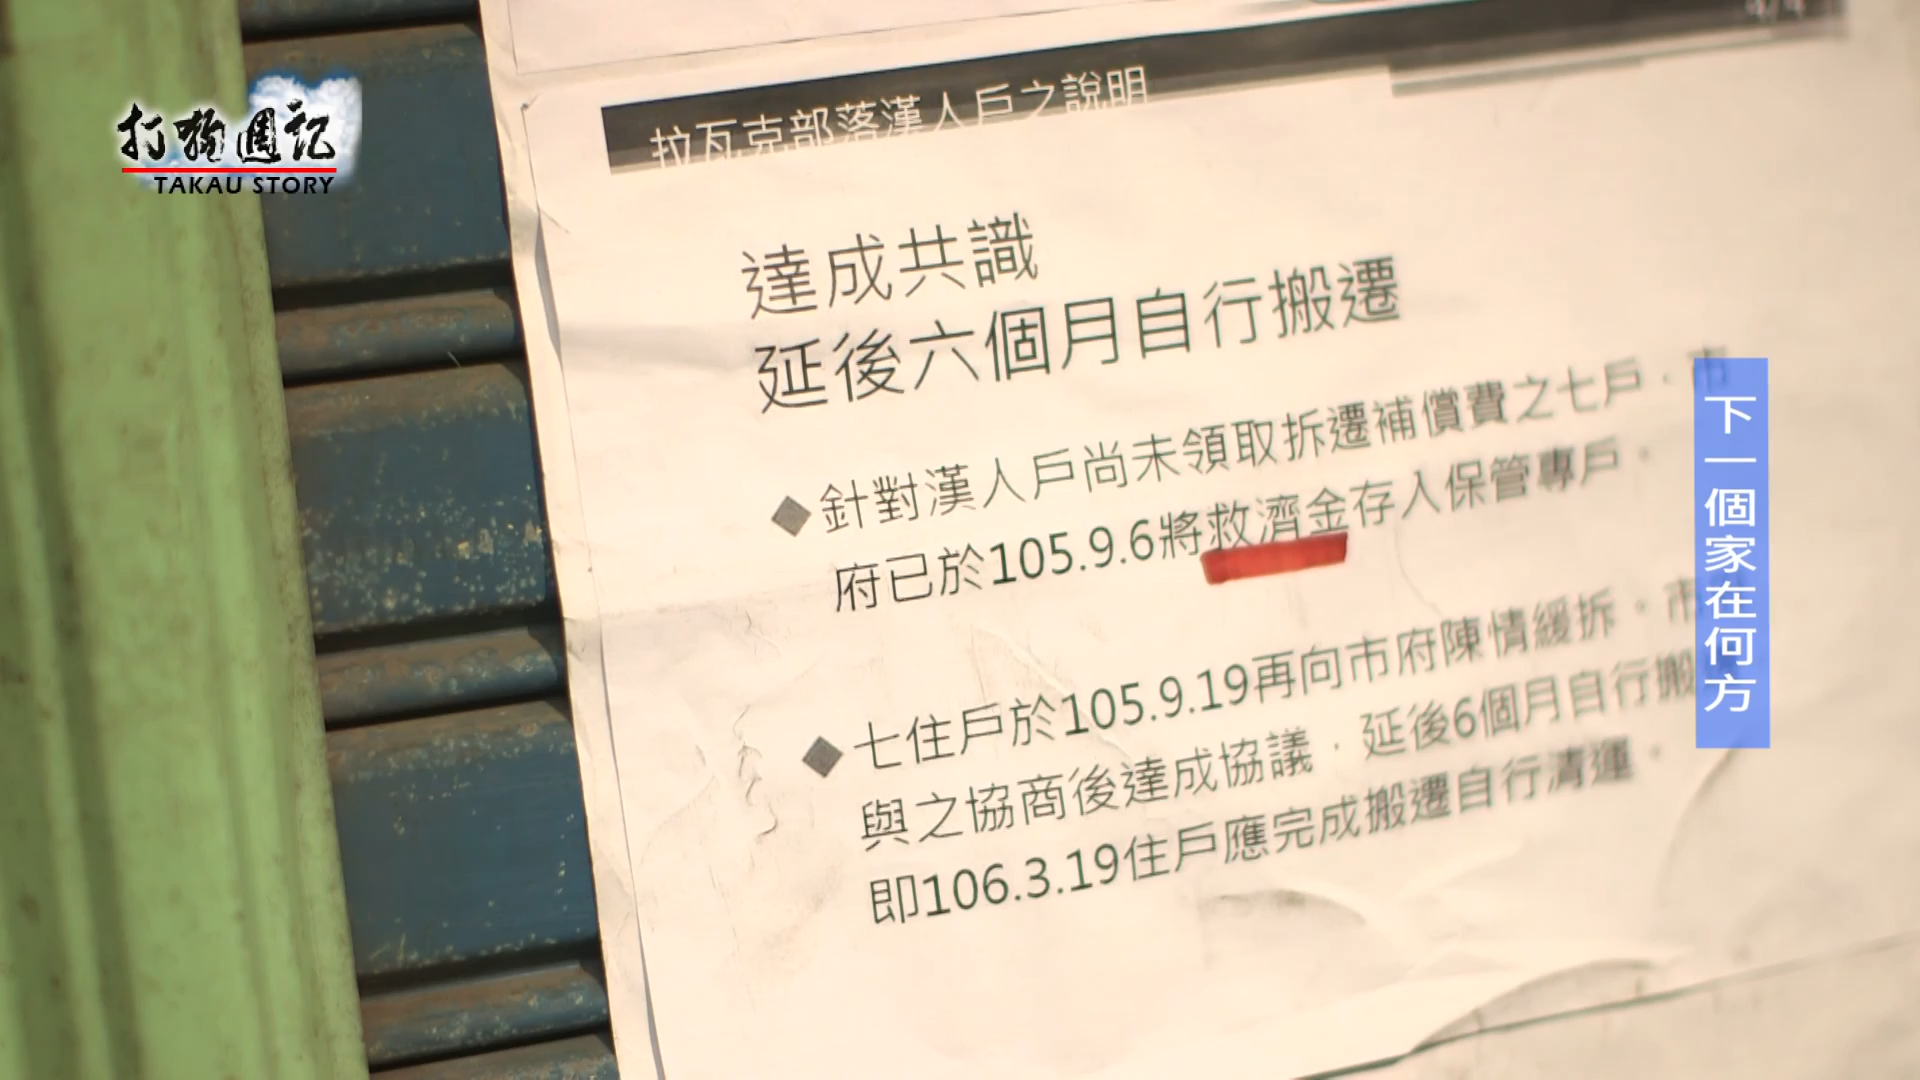 打狗週記
TAKAU STORY
拉瓦克部落漢人戶之說明
達成共識
延後六個月自行搬遷
◆針對漢人戶尚未領取拆遷補償費之七戶，市
府已於105.9.6將救濟金存入保管專戶。
◆七住戶於105.9.19再向市府陳情緩拆。市
與之協商後達成協議，延後6個月自行搬
即106.3.19住戶應完成搬遷自行清運。
下一個家在何方